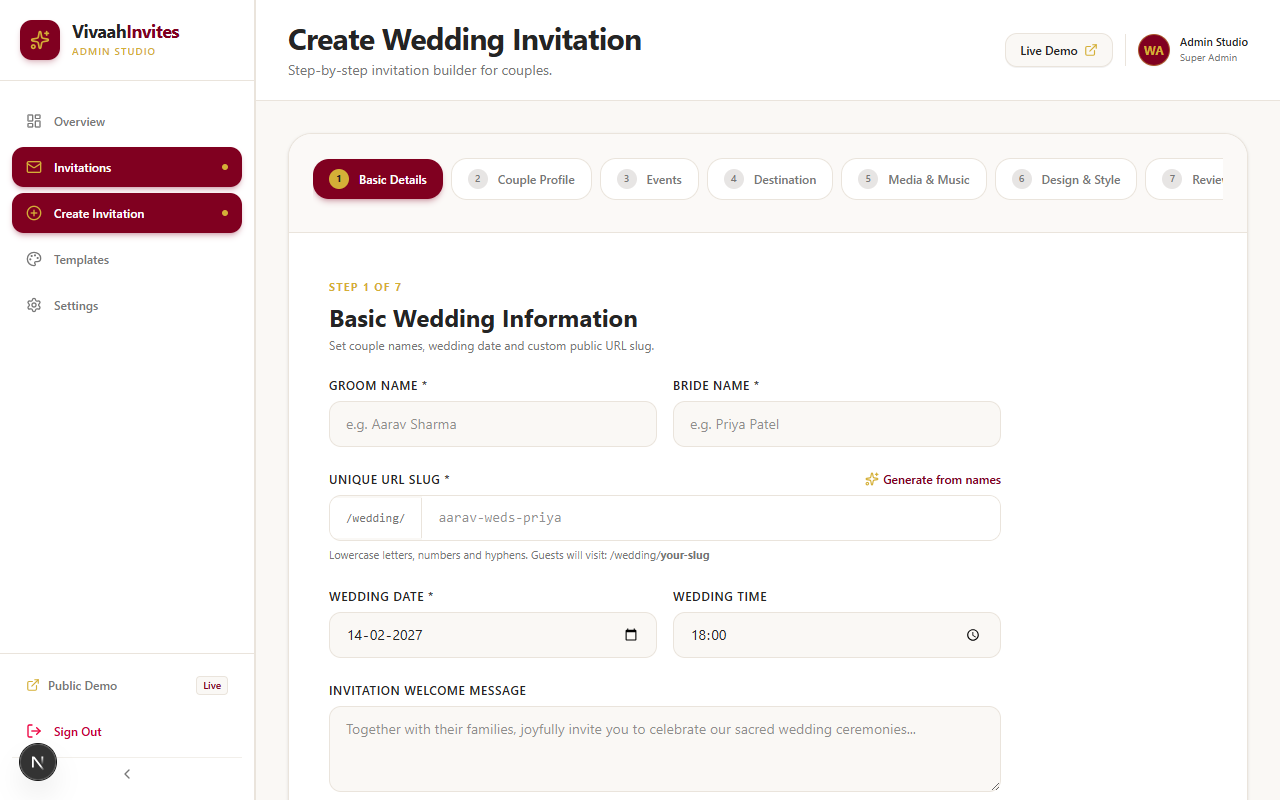 VivaahInvites
ADMIN STUDIO
Overview
Invitations
Create Invitation
Templates
Settings
Public Demo
Live
Sign Out
N
Create Wedding Invitation
Step-by-step invitation builder for couples.
Live Demo
WA
Admin Studio
Super Admin
1 Basic Details
2 Couple Profile
3 Events
4 Destination
5 Media & Music
6 Design & Style
7
STEP 1 OF 7
Basic Wedding Information
Set couple names, wedding date and custom public URL slug.
GROOM NAME * BRIDE NAME *
e.g. Aarav Sharma e.g. Priya Patel
UNIQUE URL SLUG * Generate from names
/wedding/ aarav-weds-priya
Lowercase letters, numbers and hyphens. Guests will visit: /wedding/your-slug
WEDDING DATE * WEDDING TIME
14-02-2027 18:00
INVITATION WELCOME MESSAGE
Together with their families, joyfully invite you to celebrate our sacred wedding ceremonies...